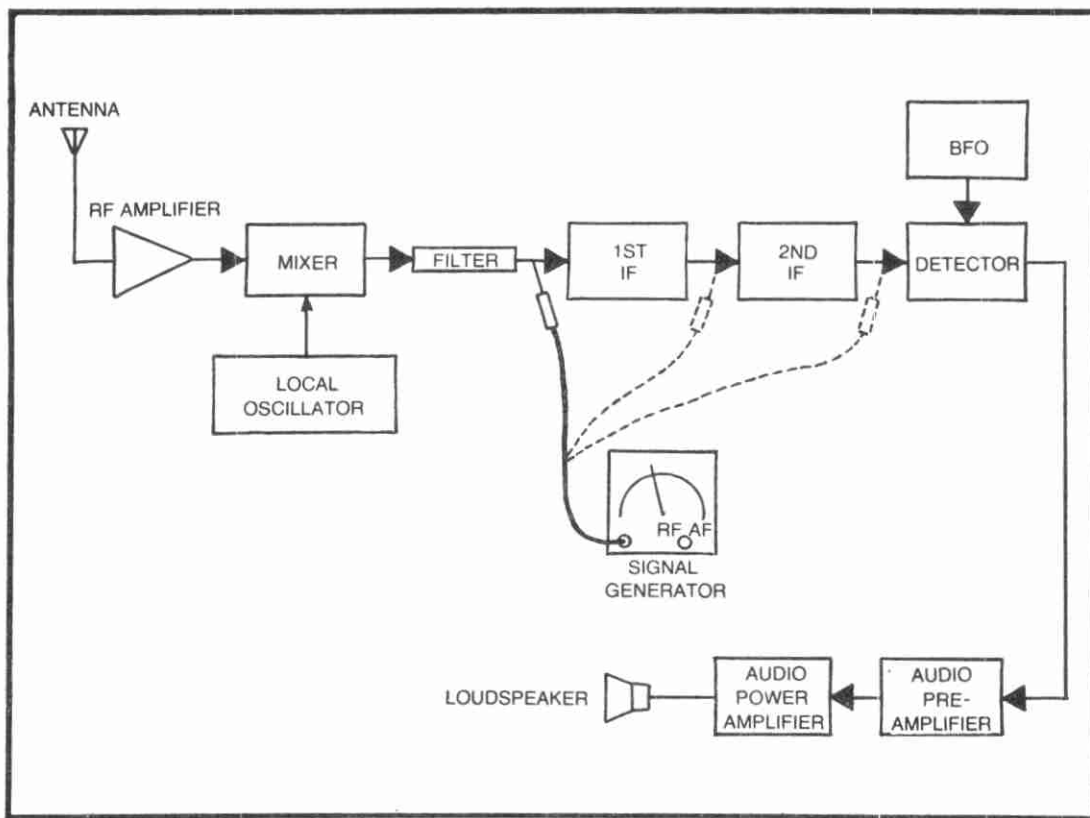 ANTENNA
RF AMPLIFIER
MIXER
LOCAL
OSCILLATOR
FILTER
1ST
IF
2ND
IF
BFO
DETECTOR
RF AF
SIGNAL
GENERATOR
LOUDSPEAKER
AUDIO
POWER
AMPLIFIER
AUDIO
PRE-
AMPLIFIER